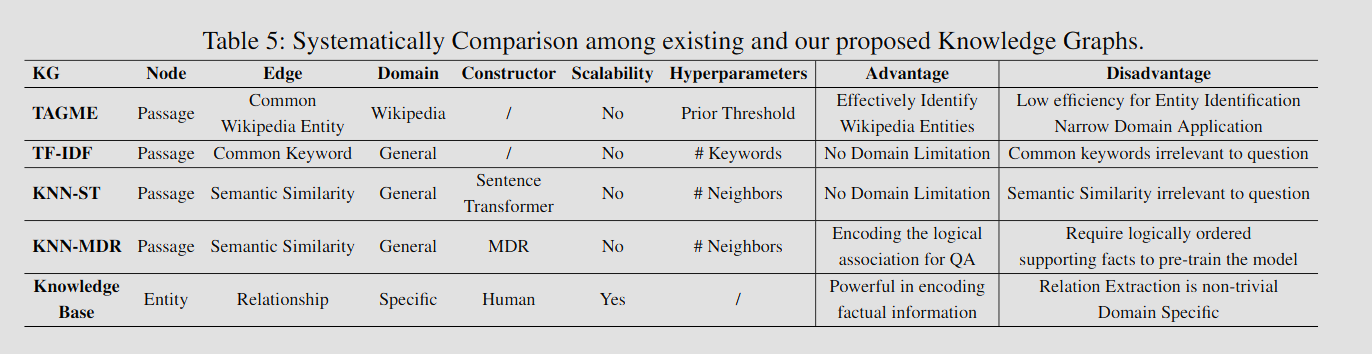 Table 5: Systematically Comparison among existing and our proposed Knowledge Graphs.
KG Node Edge Domain Constructor Scalability Hyperparameters Advantage Disadvantage
TAGME Passage Common Wikipedia Entity Wikipedia / No Prior Threshold Effectively Identify Wikipedia Entities Low efficiency for Entity Identification Narrow Domain Application
TF-IDF Passage Common Keyword General / No # Keywords No Domain Limitation Common keywords irrelevant to question
KNN-ST Passage Semantic Similarity General Sentence Transformer No # Neighbors No Domain Limitation Semantic Similarity irrelevant to question
KNN-MDR Passage Semantic Similarity General MDR No # Neighbors Encoding the logical association for QA Require logically ordered supporting facts to pre-train the model
Knowledge Base Entity Relationship Specific Human Yes / Powerful in encoding factual information Relation Extraction is non-trivial Domain Specific